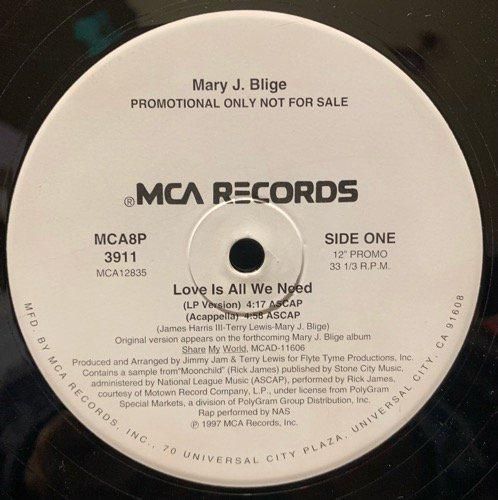 Mary J. Blige
PROMOTIONAL ONLY NOT FOR SALE
®MCA RECORDS
MCA8P
3911
MCA12835
SIDE ONE
12" PROMO
33 1/3 R.P.M.
Love Is All We Need
(LP Version) 4:17 ASCAP
(Acappella) 4:58 ASCAP
(James Harris III-Terry Lewis-Mary J. Blige)
Original version appears on the forthcoming Mary J. Blige album
Share My World, MCAD-11606
Produced and Arranged by Jimmy Jam & Terry Lewis for Flyte Tyme Productions, Inc.
Contains a sample from "Moonchild" (Rick James) published by Stone City Music,
administered by National League Music (ASCAP), performed by Rick James,
courtesy of Motown Record Company, L.P., under license from PolyGram
Special Markets, a division of PolyGram Group Distribution, Inc.
Rap performed by NAS
℗ 1997 MCA Records, Inc.
MFD. BY MCA RECORDS, INC., 70 UNIVERSAL CITY PLAZA, UNIVERSAL CITY, CA 91608